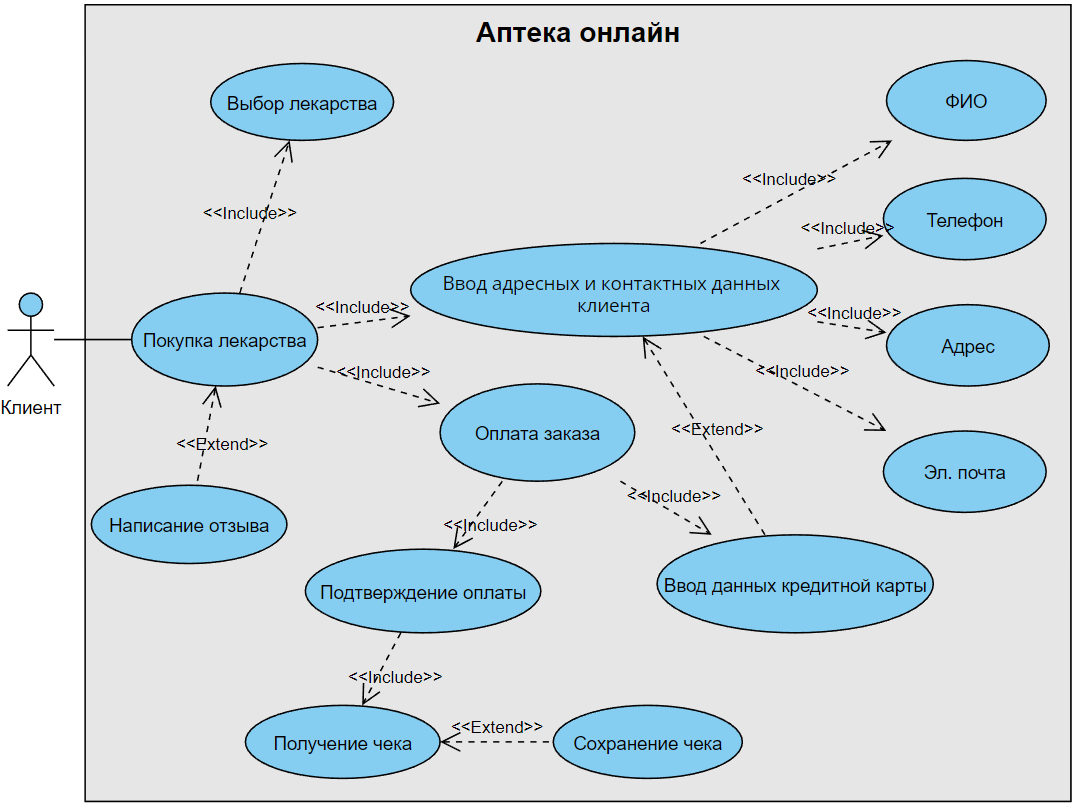 Аптека онлайн
Выбор лекарства
ФИО
<<Include>>
<<Include>>
Телефон
<<Include>>
Ввод адресных и контактных данных
клиента
<<Include>>
<<Include>>
Покупка лекарства
Адрес
<<Include>>
<<Include>>
Клиент
<<Include>>
Оплата заказа
<<Extend>>
<<Extend>>
Эл. почта
<<Include>>
Написание отзыва
<<Include>>
Подтверждение оплаты
Ввод данных кредитной карты
<<Include>>
<<Extend>>
Получение чека
Сохранение чека